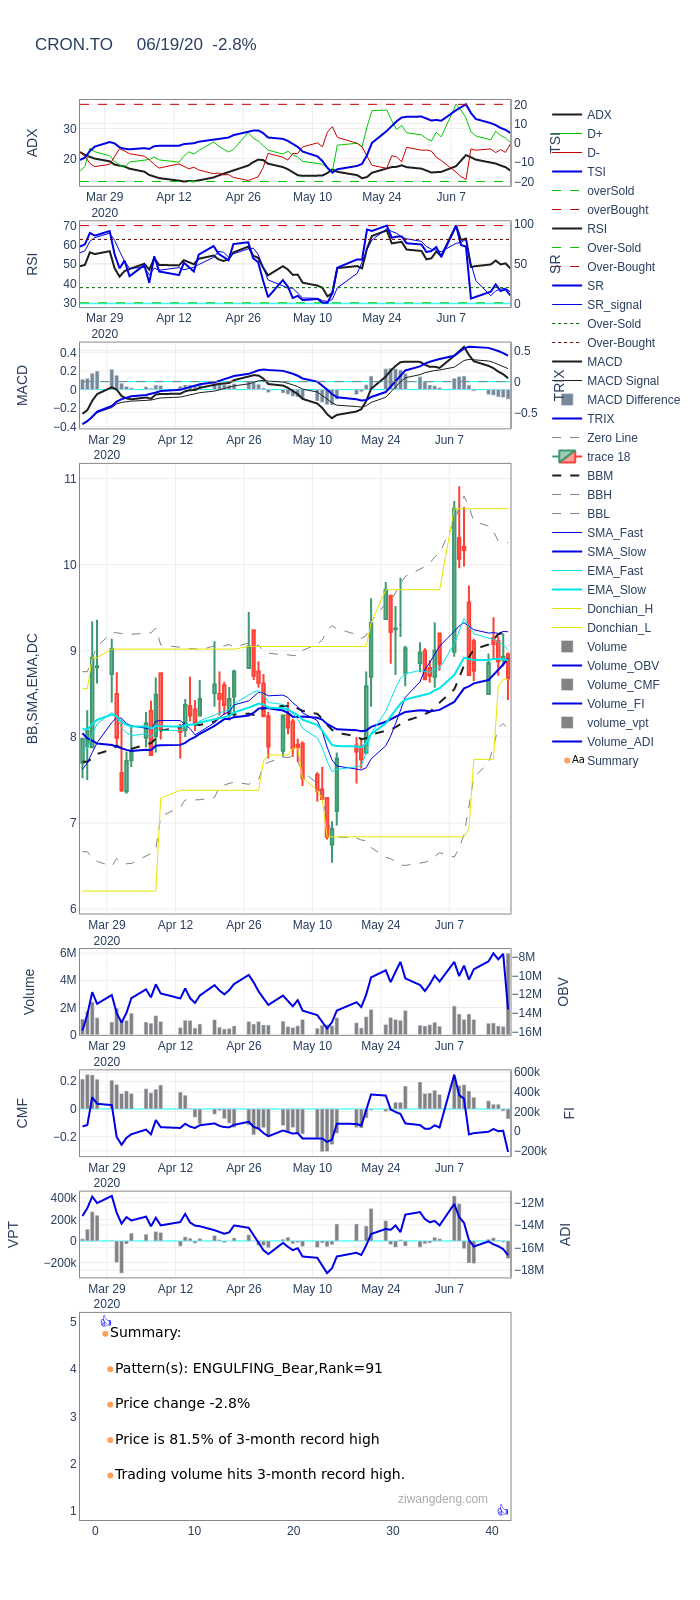 CRON.TO 06/19/20 -2.8%
ADX
30
20
20
10
0
−10
−20
TSI
Mar 29 Apr 12 Apr 26 May 10 May 24 Jun 7
2020
RSI
70
60
50
40
30
100
50
0
SR
Mar 29 Apr 12 Apr 26 May 10 May 24 Jun 7
2020
MACD
0.4
0.2
0
−0.2
−0.4
0.5
0
−0.5
TRIX
Mar 29 Apr 12 Apr 26 May 10 May 24 Jun 7
2020
BB,SMA,EMA,DC
11
10
9
8
7
6
Mar 29 Apr 12 Apr 26 May 10 May 24 Jun 7
2020
Volume
6M
4M
2M
0
−8M
−10M
−12M
−14M
−16M
OBV
Mar 29 Apr 12 Apr 26 May 10 May 24 Jun 7
2020
CMF
0.2
0
−0.2
600k
400k
200k
0
−200k
FI
Mar 29 Apr 12 Apr 26 May 10 May 24 Jun 7
2020
VPT
400k
200k
0
−200k
−12M
−14M
−16M
−18M
ADI
Mar 29 Apr 12 Apr 26 May 10 May 24 Jun 7
2020
5
4
3
2
1
Summary:
Pattern(s): ENGULFING_Bear,Rank=91
Price change -2.8%
Price is 81.5% of 3-month record high
Trading volume hits 3-month record high.
ziwangdeng.com
0 10 20 30 40
ADX
D+
D-
TSI
overSold
overBought
RSI
Over-Sold
Over-Bought
SR
SR_signal
Over-Sold
Over-Bought
MACD
MACD Signal
MACD Difference
TRIX
Zero Line
trace 18
BBM
BBH
BBL
SMA_Fast
SMA_Slow
EMA_Fast
EMA_Slow
Donchian_H
Donchian_L
Volume
Volume_OBV
Volume_CMF
Volume_FI
volume_vpt
Volume_ADI
Aa Summary